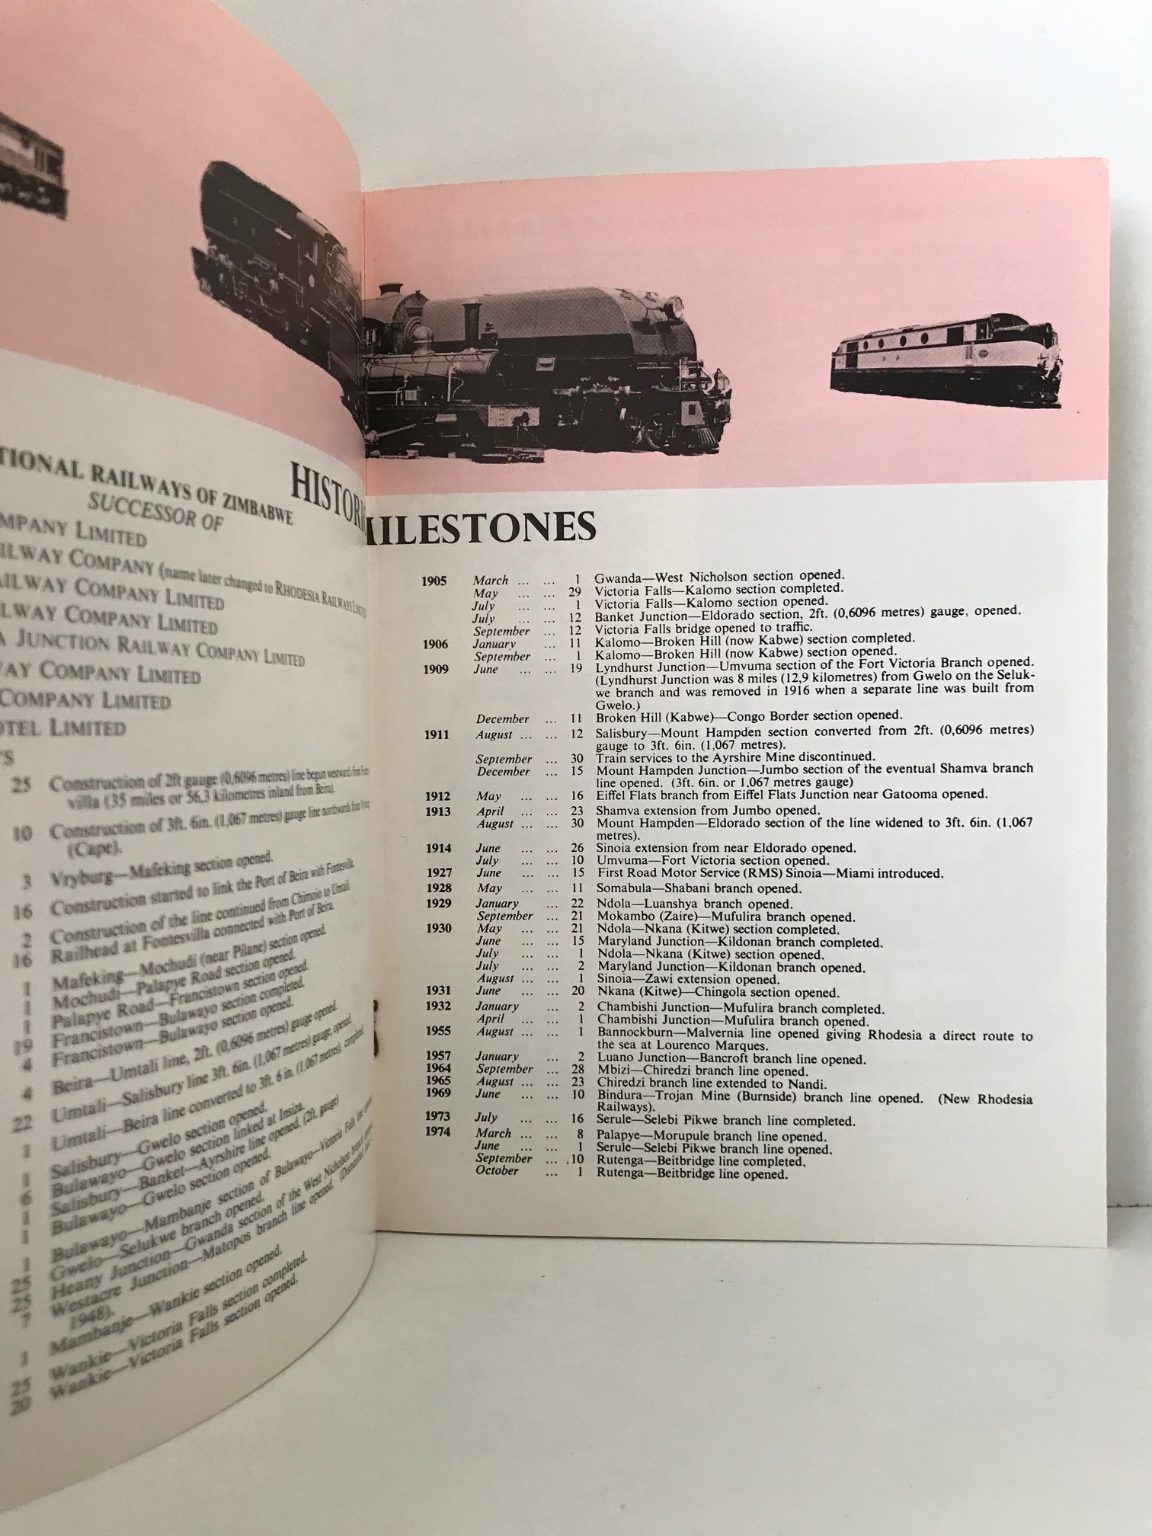 TIONAL RAILWAYS OF ZIMBABWE
SUCCESSOR OF
MPANY LIMITED
ILWAY COMPANY (name later changed to RHODESIA RAILWAYS LIMITED
AILWAY COMPANY LIMITED
LWAY COMPANY LIMITED
A JUNCTION RAILWAY COMPANY LIMITED
WAY COMPANY LIMITED
COMPANY LIMITED
OTEL LIMITED
25 Construction of 2ft gauge (0,6096 metres) line begun westwards from
villa (35 miles or 56,3 kilometres inland from Beira).
10 Construction of 3ft. 6in. (1,067 metres) gauge line northwards from
(Cape).
3 Vryburg—Mafeking section opened.
16 Construction started to link the Port of Beira with Fontesvilla.
2 Construction of the line continued from Chimoio to Umtali.
16 Railhead at Fontesvilla connected with Port of Beira.
1 Mafeking—Mochudi (near Pilane) section opened.
1 Mochudi—Palapye Road section opened.
1 Palapye Road—Francistown section opened.
19 Francistown—Bulawayo section completed.
4 Francistown—Bulawayo section opened.
4 Beira—Umtali line, 2ft. (0,6096 metres) gauge opened.
22 Umtali—Salisbury line 3ft. 6in. (1,067 metres) gauge, opened.
1 Umtali—Beira line converted to 3ft. 6 in. (1,067 metres), completed
1 Salisbury—Gwelo section opened.
6 Bulawayo—Gwelo section linked at Insiza.
1 Salisbury—Banket—Ayrshire line opened. (2ft. gauge)
1 Bulawayo—Gwelo section opened.
1 Bulawayo—Mambanje section of Bulawayo—Victoria Falls line
25 Gwelo—Selukwe branch opened.
25 Heany Junction—Gwanda section of the West Nicholson branch
7 Westacre Junction—Matopos branch line opened.
1948).
1 Mambanje—Wankie section opened.
25 Wankie—Victoria Falls section completed.
20 Wankie—Victoria Falls section opened.
HISTORI
MILESTONES
1905 March ... ... 1 Gwanda—West Nicholson section opened.
May ... ... 29 Victoria Falls—Kalomo section completed.
July ... ... 1 Victoria Falls—Kalomo section opened.
July ... ... 12 Banket Junction—Eldorado section, 2ft. (0,6096 metres) gauge, opened.
September ... 12 Victoria Falls bridge opened to traffic.
1906 January ... 11 Kalomo—Broken Hill (now Kabwe) section completed.
September ... 1 Kalomo—Broken Hill (now Kabwe) section opened.
1909 June ... ... 19 Lyndhurst Junction—Umvuma section of the Fort Victoria Branch opened.
(Lyndhurst Junction was 8 miles (12,9 kilometres) from Gwelo on the Seluk-
we branch and was removed in 1916 when a separate line was built from
Gwelo.)
December ... 11 Broken Hill (Kabwe)—Congo Border section opened.
1911 August ... ... 12 Salisbury—Mount Hampden section converted from 2ft. (0,6096 metres)
gauge to 3ft. 6in. (1,067 metres).
September ... 30 Train services to the Ayrshire Mine discontinued.
December ... 15 Mount Hampden Junction—Jumbo section of the eventual Shamva branch
line opened. (3ft. 6in. or 1,067 metres gauge)
1912 May ... ... 16 Eiffel Flats branch from Eiffel Flats Junction near Gatooma opened.
1913 April ... ... 23 Shamva extension from Jumbo opened.
August ... ... 30 Mount Hampden—Eldorado section of the line widened to 3ft. 6in. (1,067
metres).
1914 June ... ... 26 Sinoia extension from near Eldorado opened.
July ... ... 10 Umvuma—Fort Victoria section opened.
1927 June ... ... 15 First Road Motor Service (RMS) Sinoia—Miami introduced.
1928 May ... ... 11 Somabula—Shabani branch opened.
1929 January ... 22 Ndola—Luanshya branch opened.
September ... 21 Mokambo (Zaire)—Mufulira branch opened.
1930 May ... ... 21 Ndola—Nkana (Kitwe) section completed.
June ... ... 15 Maryland Junction—Kildonan branch completed.
July ... ... 1 Ndola—Nkana (Kitwe) section opened.
July ... ... 2 Maryland Junction—Kildonan branch opened.
August ... ... 1 Sinoia—Zawi extension opened.
1931 June ... ... 20 Nkana (Kitwe)—Chingola section opened.
1932 January ... 2 Chambishi Junction—Mufulira branch completed.
April ... ... 1 Chambishi Junction—Mufulira branch opened.
1955 August ... ... 1 Bannockburn—Malvernia line opened giving Rhodesia a direct route to
the sea at Lourenco Marques.
1957 January ... 2 Luano Junction—Bancroft branch line opened.
1964 September ... 28 Mbizi—Chiredzi branch line opened.
1965 August ... ... 23 Chiredzi branch line extended to Nandi.
1969 June ... ... 10 Bindura—Trojan Mine (Burnside) branch line opened. (New Rhodesia
Railways).
1973 July ... ... 16 Serule—Selebi Pikwe branch line completed.
1974 March ... ... 8 Palapye—Morupule branch line opened.
June ... ... 1 Serule—Selebi Pikwe branch line opened.
September ... 10 Rutenga—Beitbridge line completed.
October ... 1 Rutenga—Beitbridge line opened.